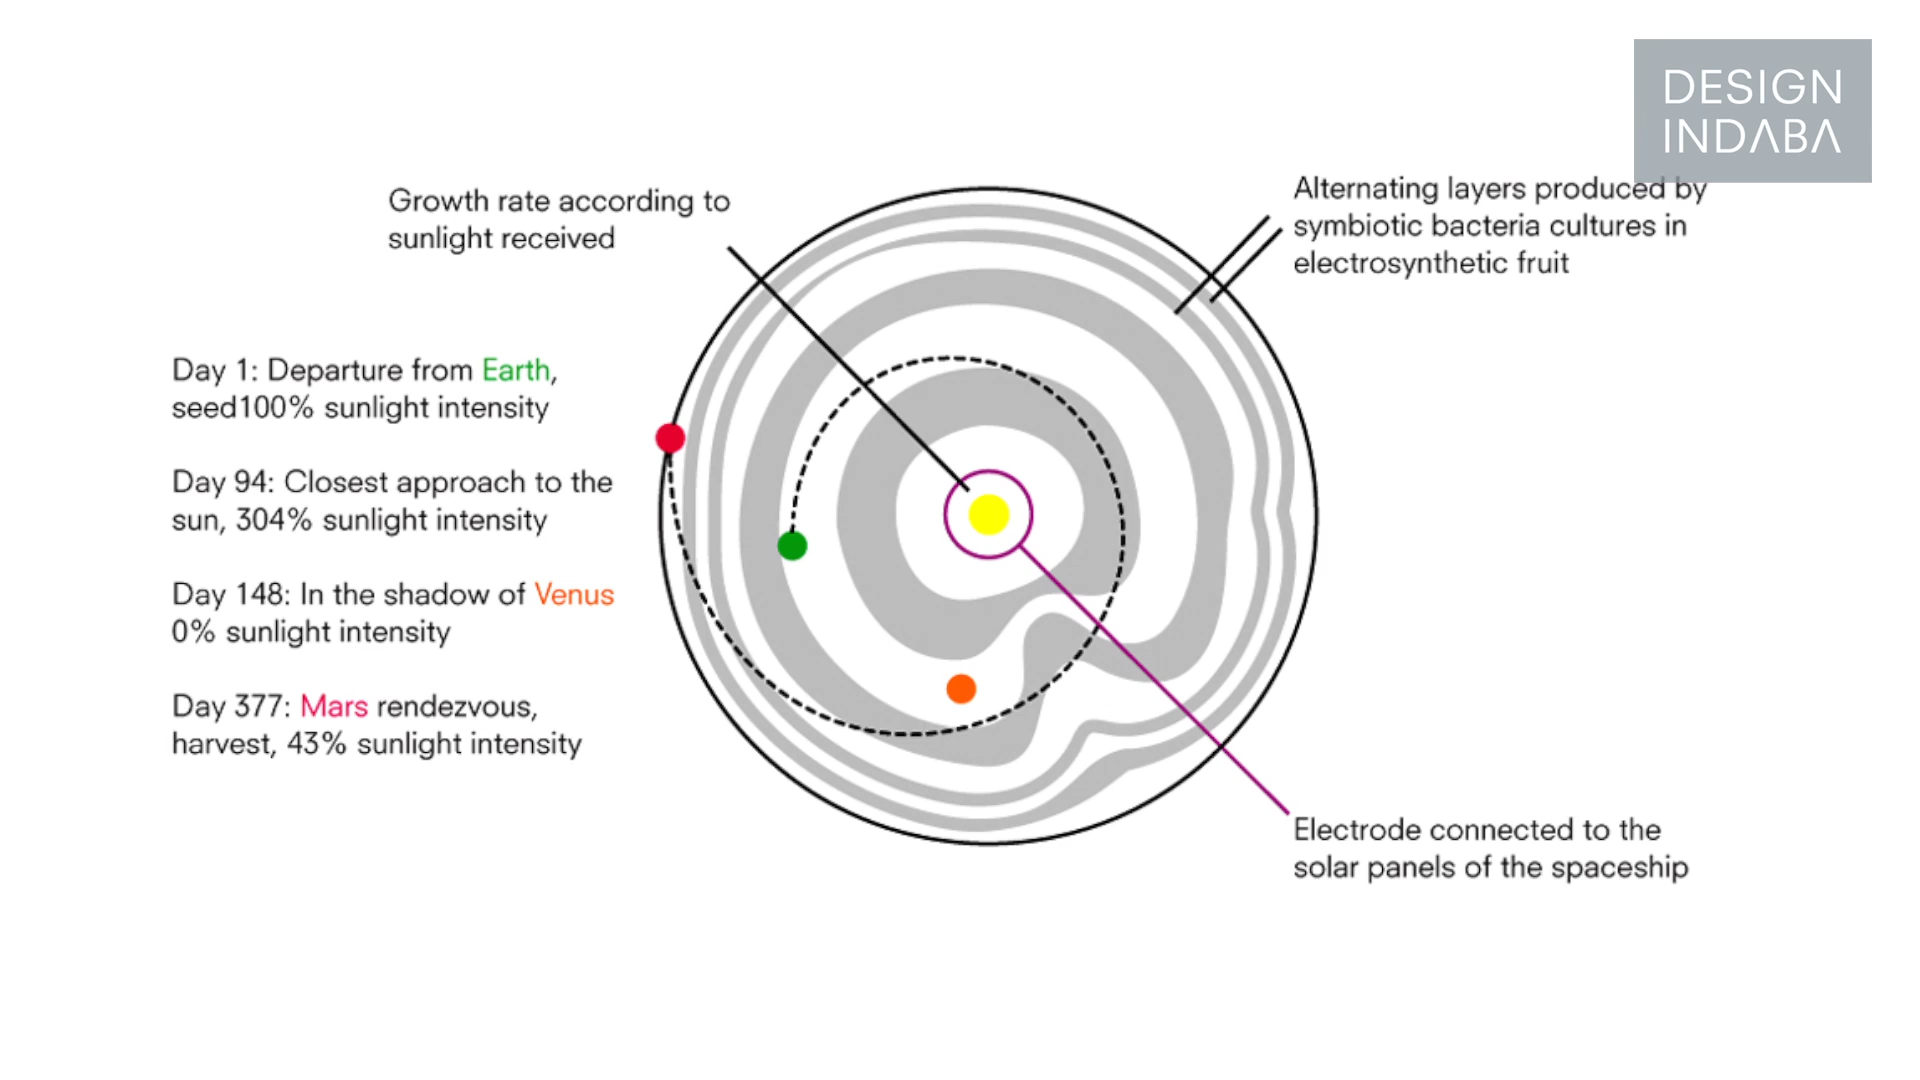 DESIGN
INDABA
Growth rate according to
sunlight received
Alternating layers produced by
symbiotic bacteria cultures in
electrosynthetic fruit
Day 1: Departure from Earth,
seed100% sunlight intensity
Day 94: Closest approach to the
sun, 304% sunlight intensity
Day 148: In the shadow of Venus
0% sunlight intensity
Day 377: Mars rendezvous,
harvest, 43% sunlight intensity
Electrode connected to the
solar panels of the spaceship